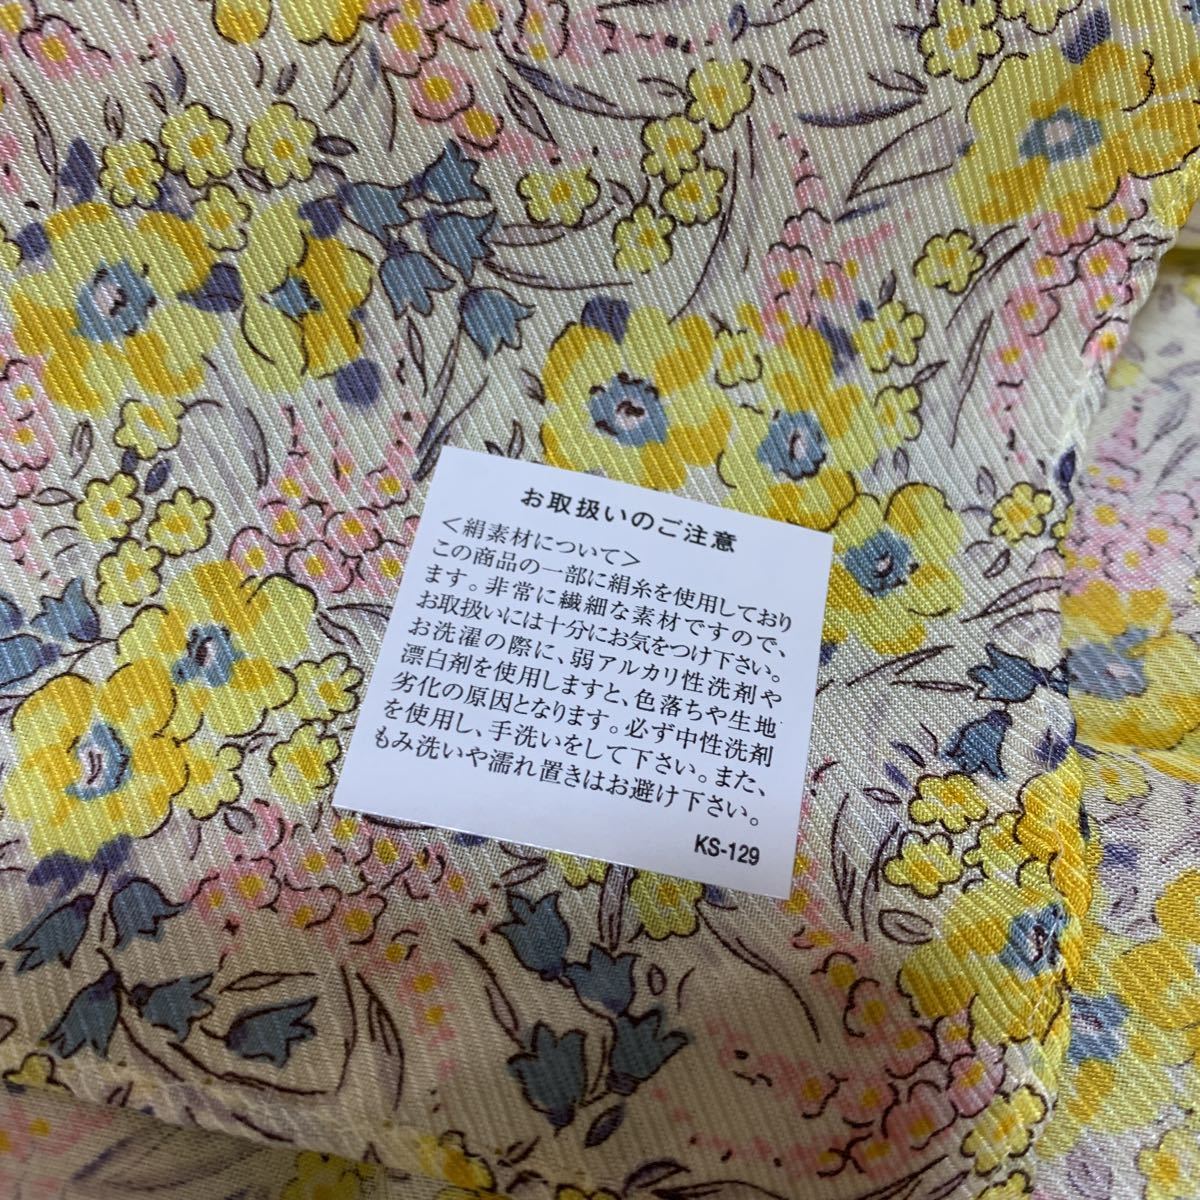 お取扱いのご注意
＜絹素材について＞
この商品の一部に絹糸を使用しており
ます。非常に繊細な素材ですので、
お取扱いには十分にお気をつけ下さい。
お洗濯の際に、弱アルカリ性洗剤や
漂白剤を使用しますと、色落ちや生地
劣化の原因となります。必ず中性洗剤
を使用し、手洗いをして下さい。また、
もみ洗いや濡れ置きはお避け下さい。
KS-129